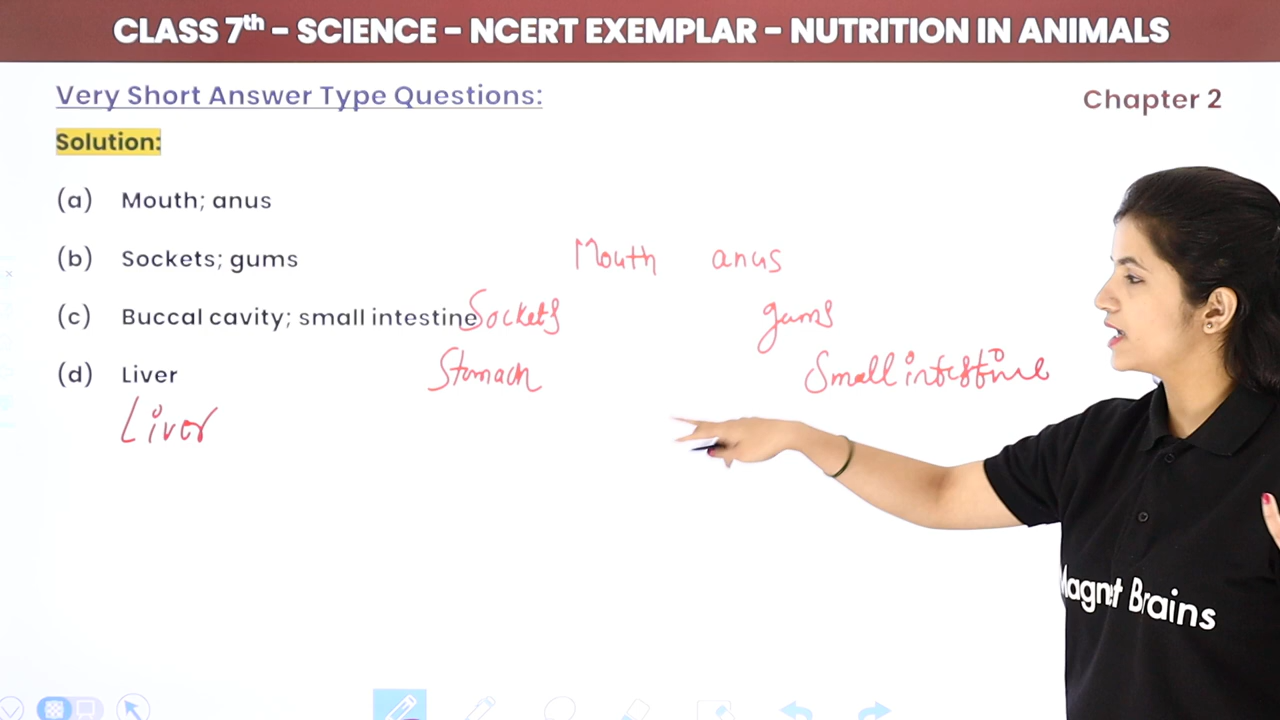 CLASS 7th – SCIENCE – NCERT EXEMPLAR – NUTRITION IN ANIMALS
Very Short Answer Type Questions:
Chapter 2
Solution:
(a) Mouth; anus
(b) Sockets; gums
Mouth anus
(c) Buccal cavity; small intestine
Sockets gums
(d) Liver
Stomach Small intestine
Liver
Magnet Brains